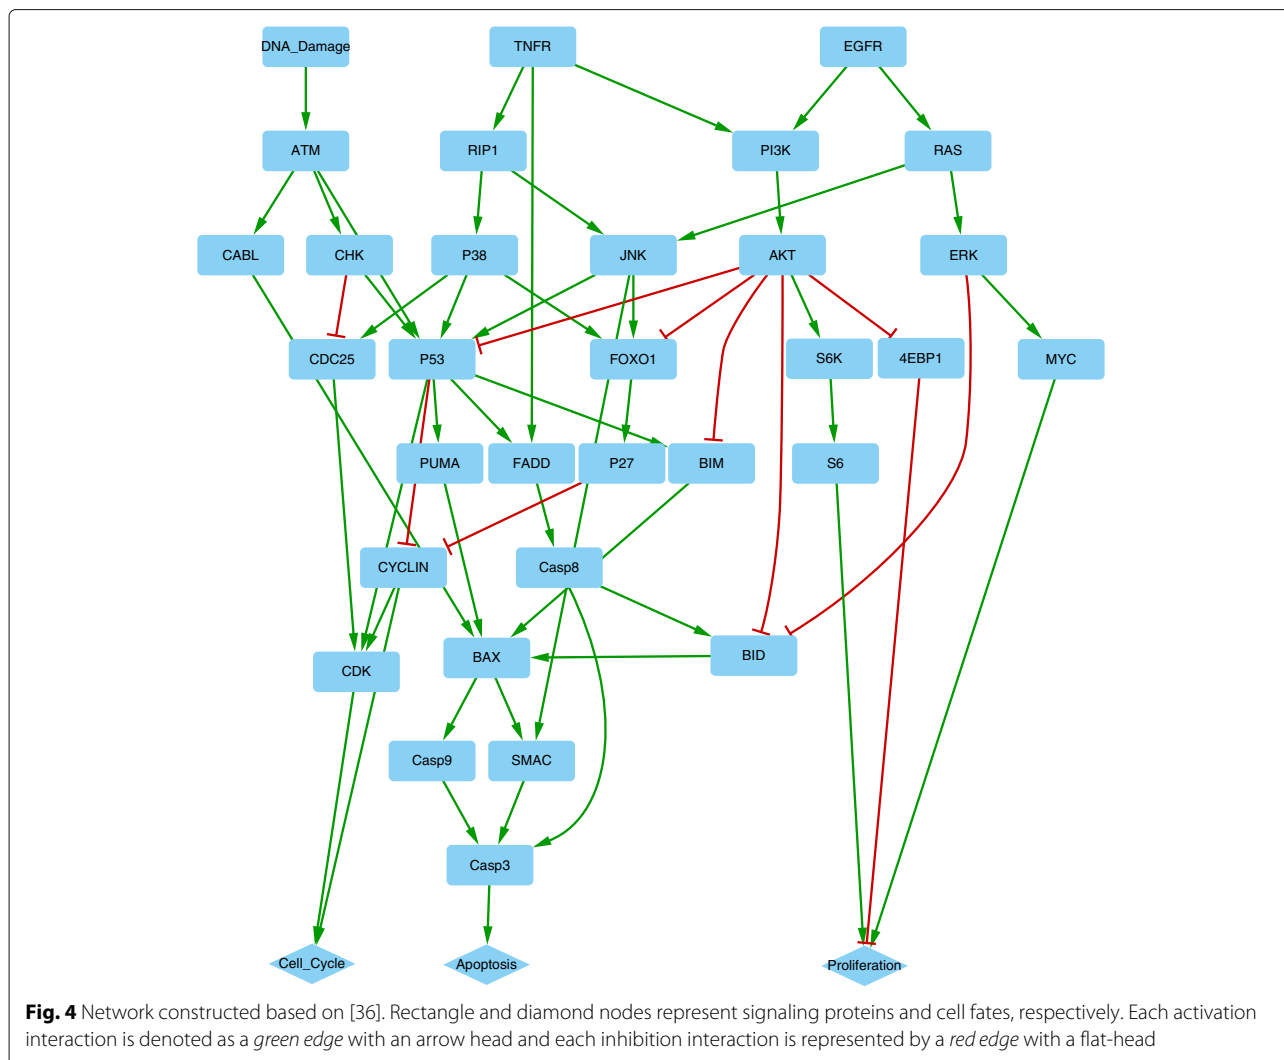 DNA_Damage
TNFR
EGFR
ATM
RIP1
PI3K
RAS
CABL
CHK
P38
JNK
AKT
ERK
CDC25
P53
FOXO1
S6K
4EBP1
MYC
PUMA
FADD
P27
BIM
S6
CYCLIN
Casp8
CDK
BAX
BID
Casp9
SMAC
Casp3
Cell_Cycle
Apoptosis
Proliferation
Fig. 4 Network constructed based on [36]. Rectangle and diamond nodes represent signaling proteins and cell fates, respectively. Each activation
interaction is denoted as a green edge with an arrow head and each inhibition interaction is represented by a red edge with a flat-head